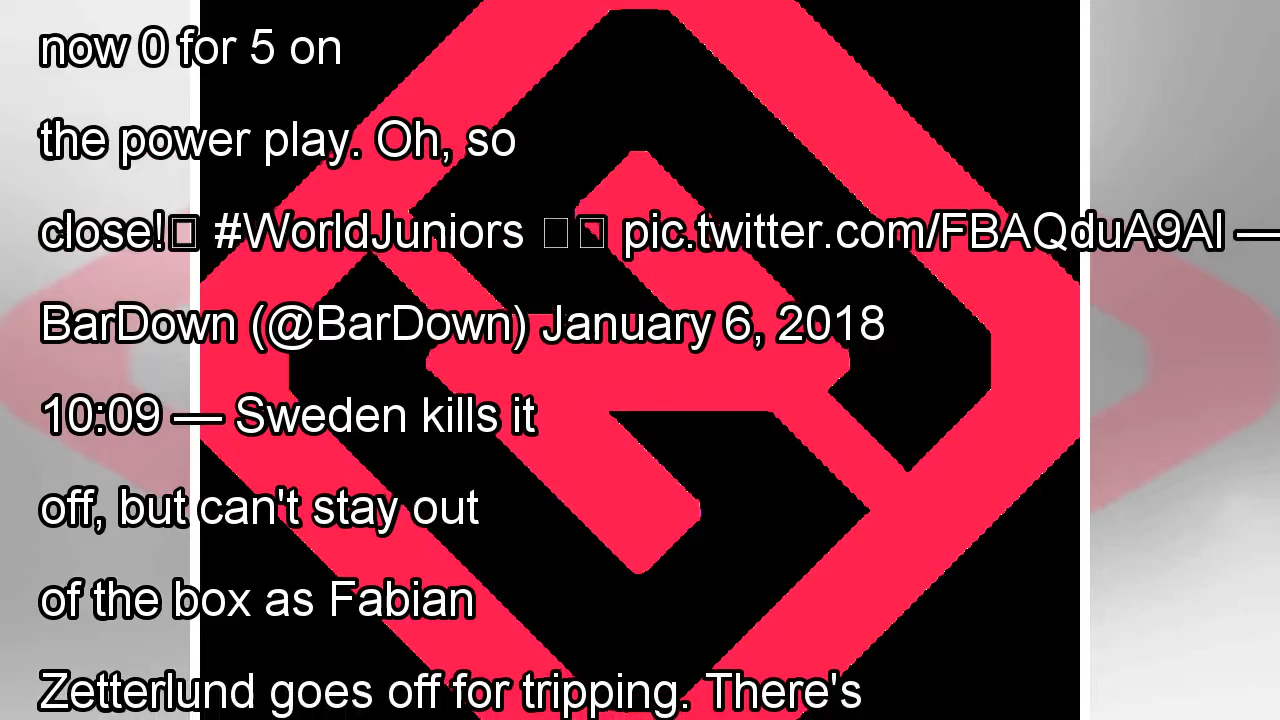 now 0 for 5 on
the power play. Oh, so
close!□ #WorldJuniors □□ pic.twitter.com/FBAQduA9Al —
BarDown (@BarDown) January 6, 2018
10:09 — Sweden kills it
off, but can't stay out
of the box as Fabian
Zetterlund goes off for tripping. There's